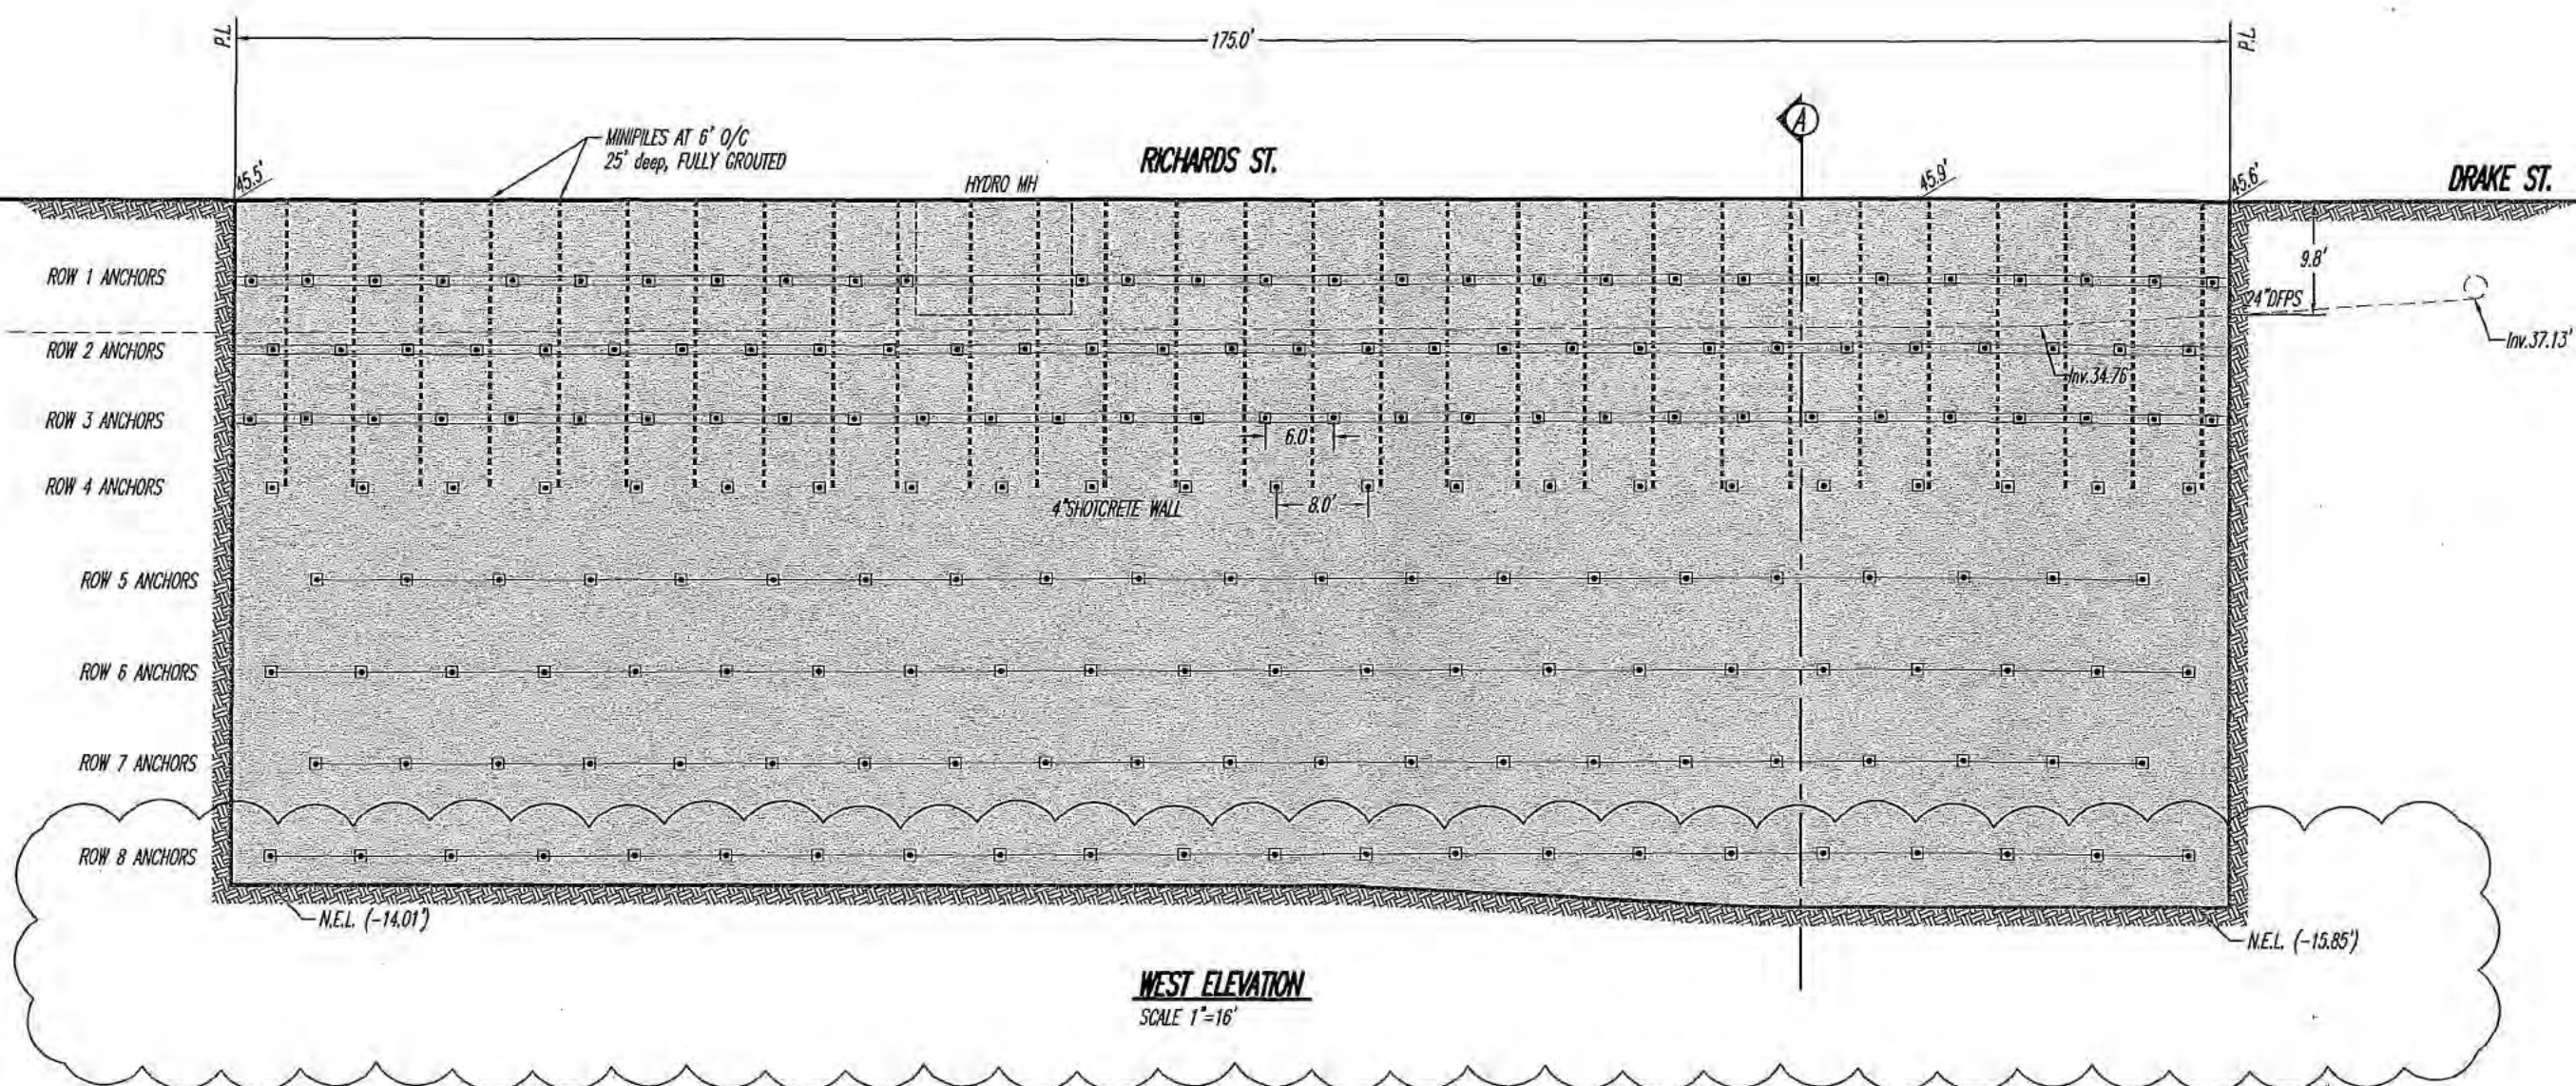 P.L.
175.0'
P.L.
MINIPILES AT 6' O/C
25' deep, FULLY GROUTED
HYDRO MH
RICHARDS ST.
A
DRAKE ST.
45.5'
45.9'
45.6'
ROW 1 ANCHORS
9.8'
24"DFPS
Inv.37.13'
ROW 2 ANCHORS
Inv.34.76'
ROW 3 ANCHORS
6.0'
ROW 4 ANCHORS
4"SHOTCRETE WALL
8.0'
ROW 5 ANCHORS
ROW 6 ANCHORS
ROW 7 ANCHORS
ROW 8 ANCHORS
N.E.L. (-14.01')
N.E.L. (-15.85')
WEST ELEVATION
SCALE 1"=16'